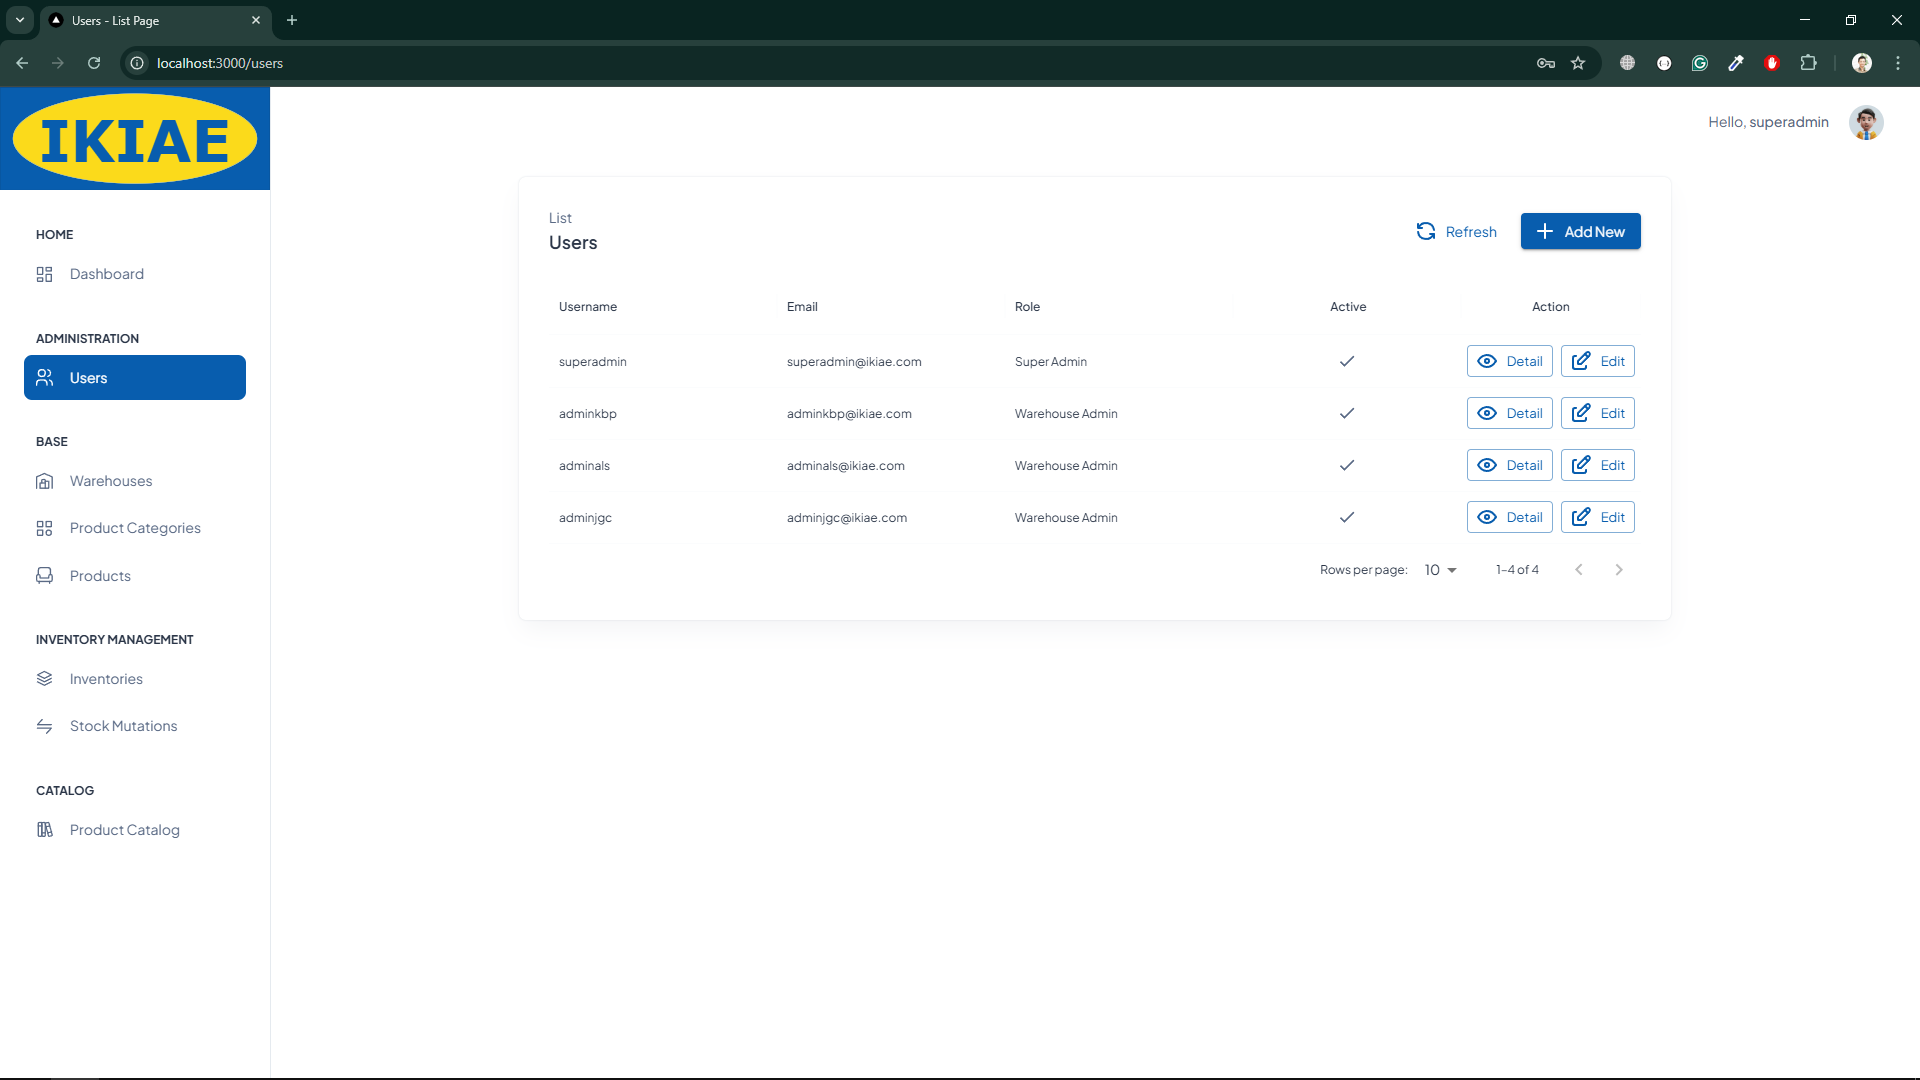 Users - List Page
localhost:3000/users
IKIAE
Hello, superadmin
HOME
Dashboard
ADMINISTRATION
Users
BASE
Warehouses
Product Categories
Products
INVENTORY MANAGEMENT
Inventories
Stock Mutations
CATALOG
Product Catalog
List
Users
Refresh
Add New
Username Email Role Active Action
superadmin superadmin@ikiae.com Super Admin Detail Edit
adminkbp adminkbp@ikiae.com Warehouse Admin Detail Edit
adminals adminals@ikiae.com Warehouse Admin Detail Edit
adminjgc adminjgc@ikiae.com Warehouse Admin Detail Edit
Rows per page: 10 1–4 of 4